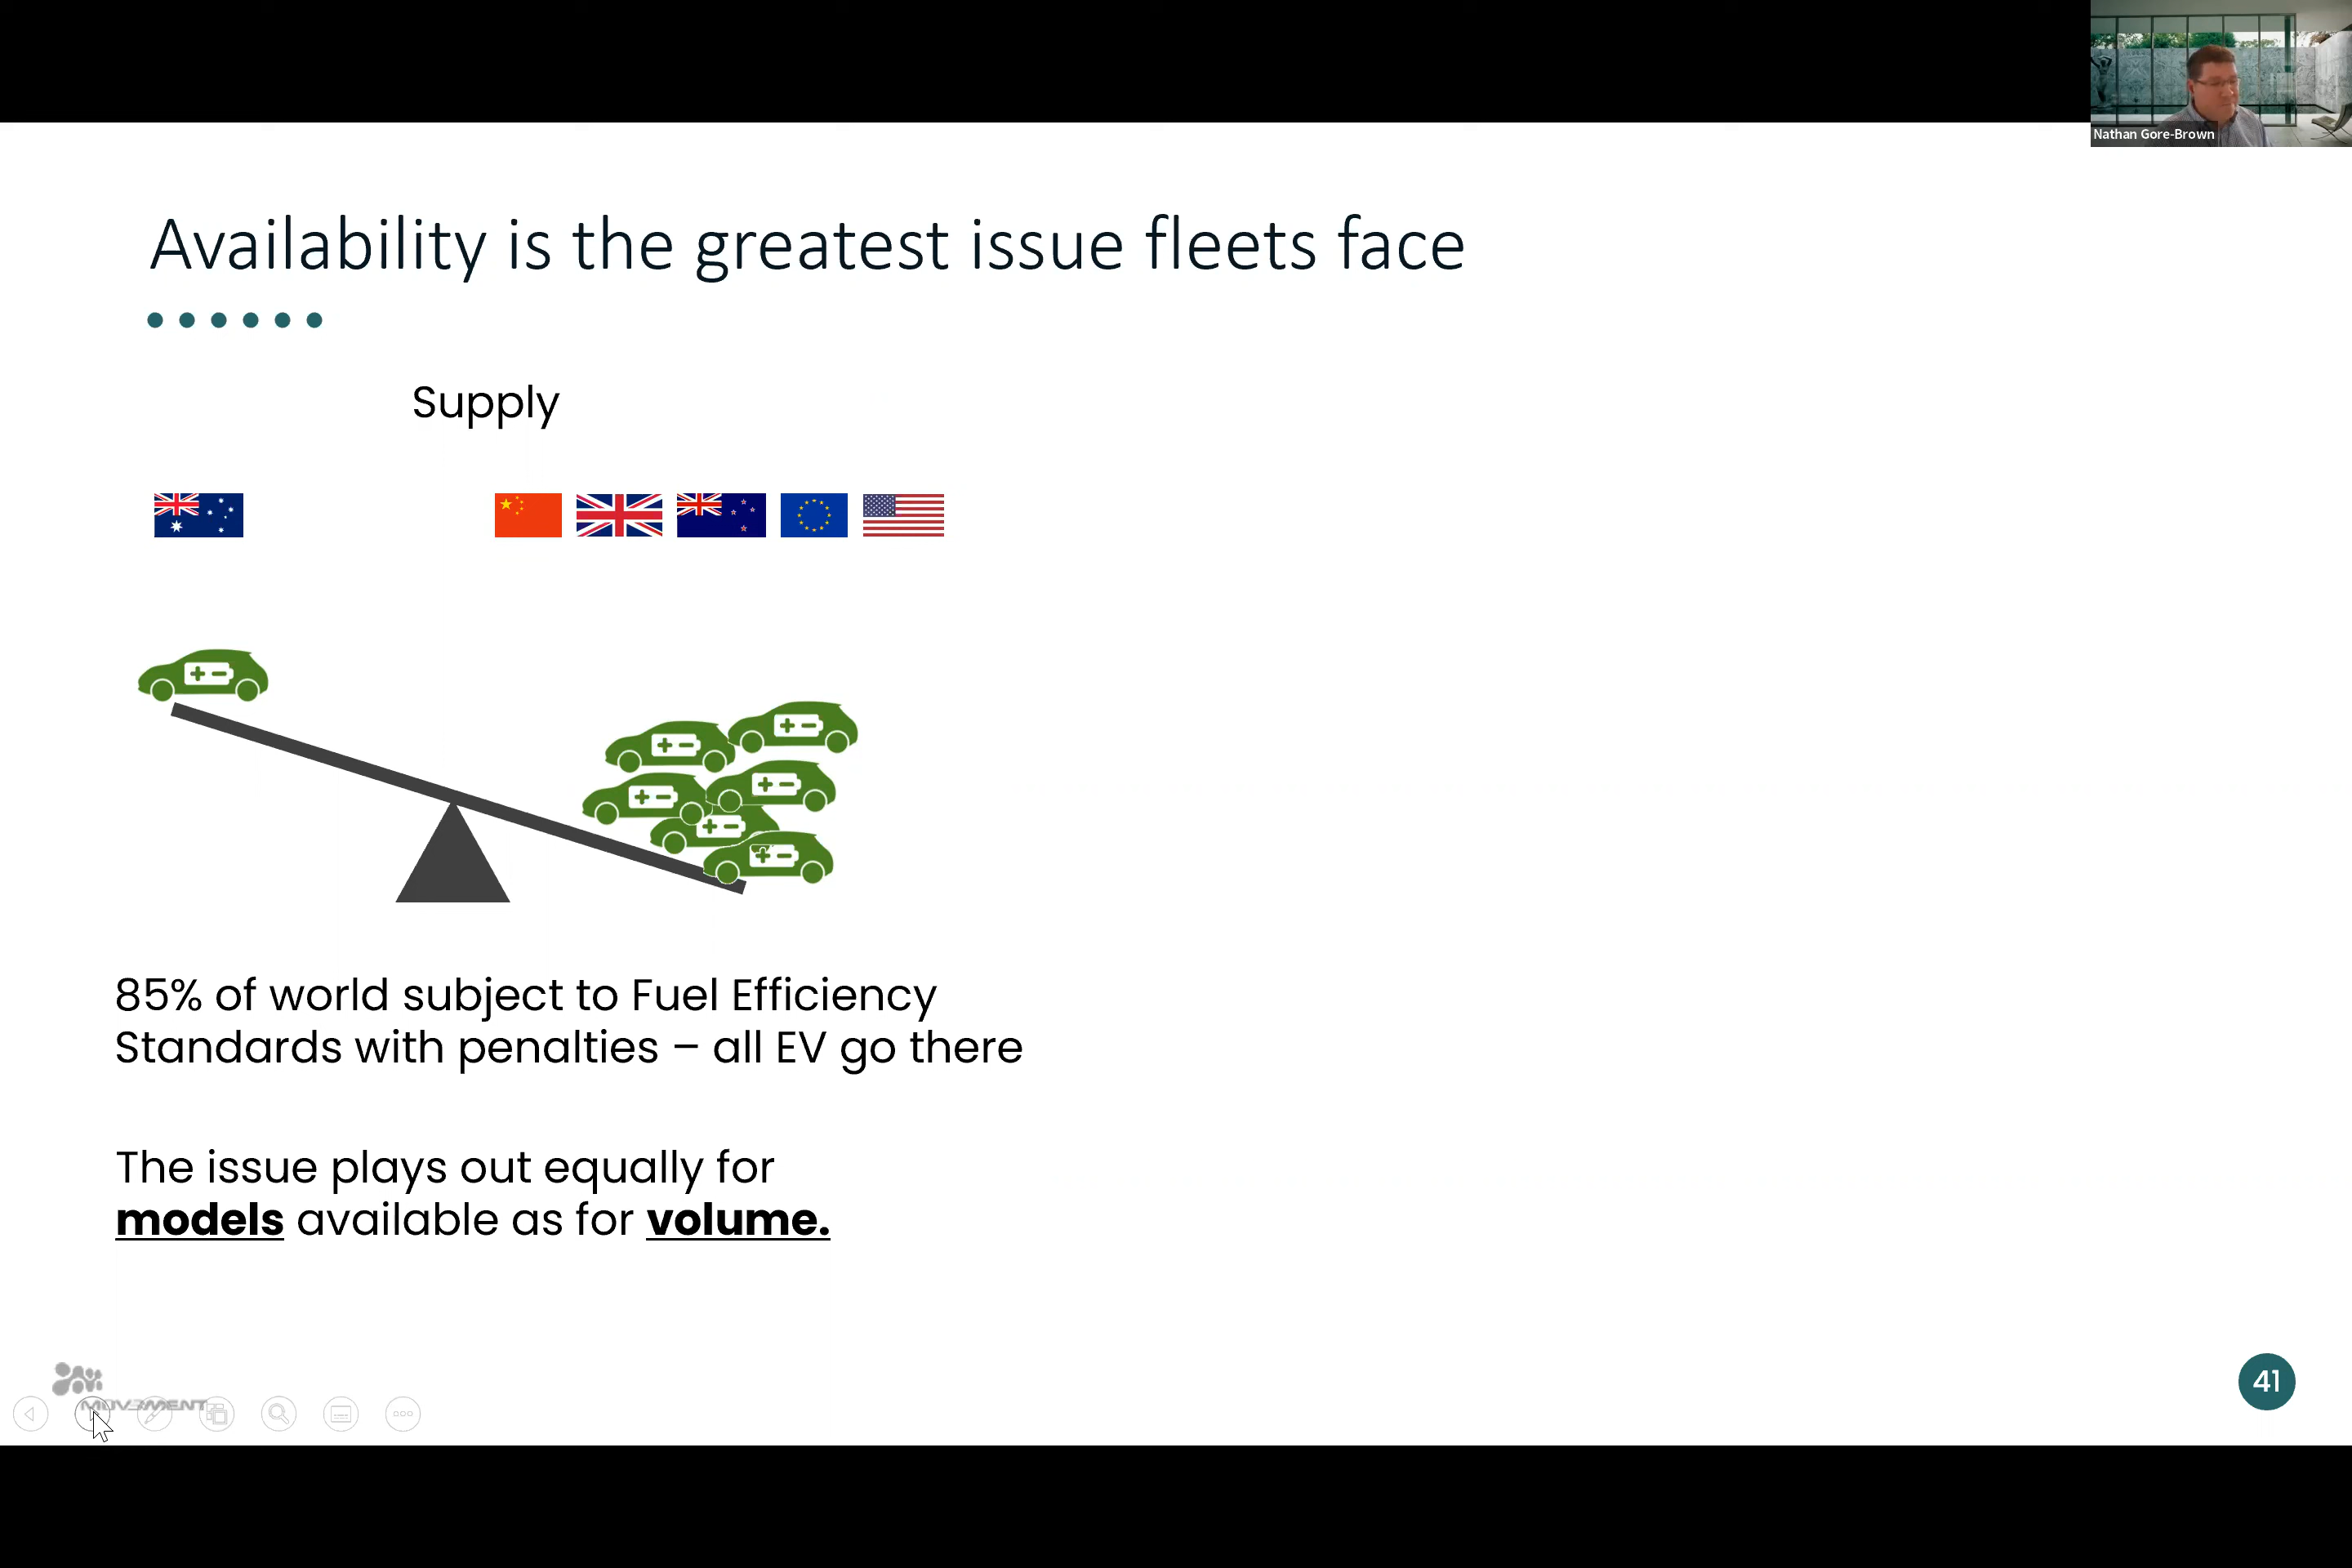 Nathan Gore-Brown
Availability is the greatest issue fleets face
Supply
85% of world subject to Fuel Efficiency
Standards with penalties – all EV go there
The issue plays out equally for
models available as for volume.
MOV3MENT
41